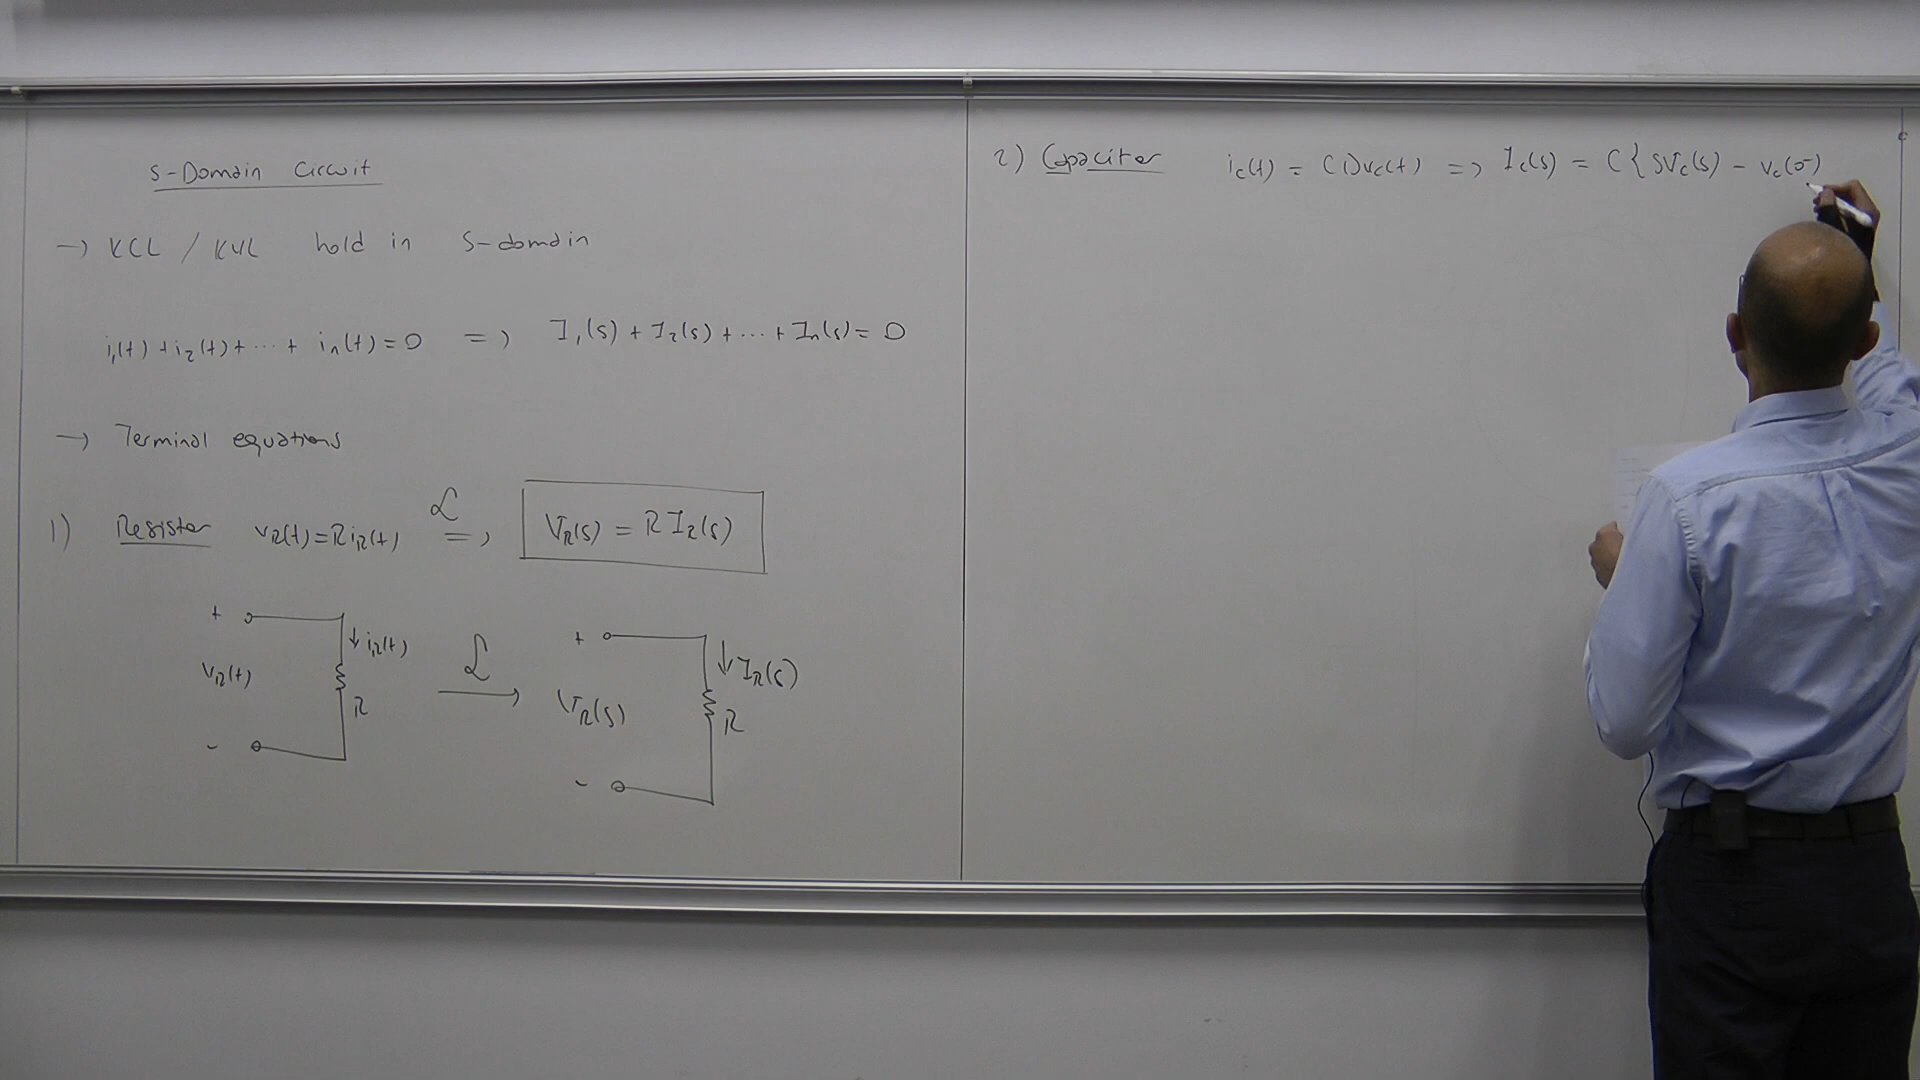 S-Domain Circuit
→ KCL / KVL hold in S-domain
i₁(t) + i₂(t) + ... + iₙ(t) = 0 => I₁(s) + I₂(s) + ... + Iₙ(s) = 0
→ Terminal equations
1) Resistor v_R(t) = R i_R(t) ℒ => V_R(s) = R I_R(s)
+ ↓ i_R(t) + ↓ I_R(s)
v_R(t) R ℒ → V_R(s) R
- -
2) Capacitor i_c(t) = C D v_c(t) => I_c(s) = C { S V_c(s) - v_c(0⁻)